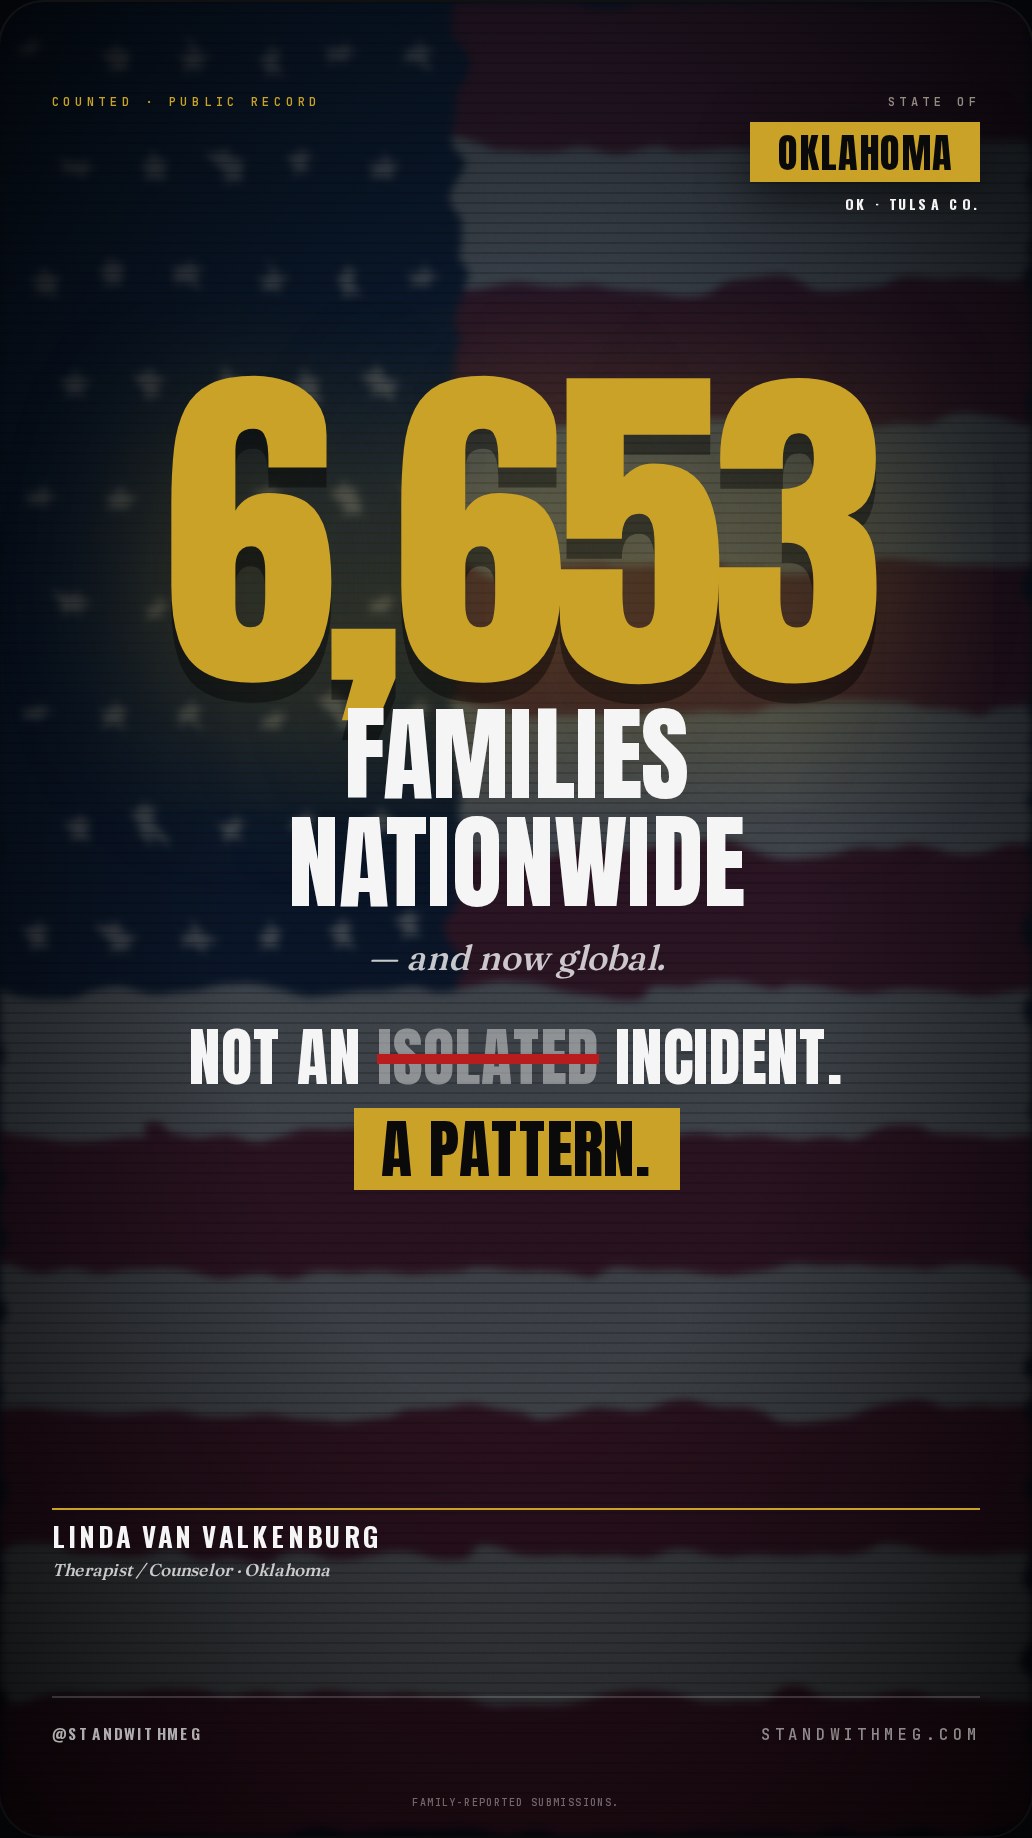 COUNTED · PUBLIC RECORD
STATE OF
OKLAHOMA
OK · TULSA CO.
6,653
FAMILIES
NATIONWIDE
— and now global.
NOT AN ISOLATED INCIDENT.
A PATTERN.
LINDA VAN VALKENBURG
Therapist / Counselor · Oklahoma
@STANDWITHMEG
STANDWITHMEG.COM
FAMILY-REPORTED SUBMISSIONS.